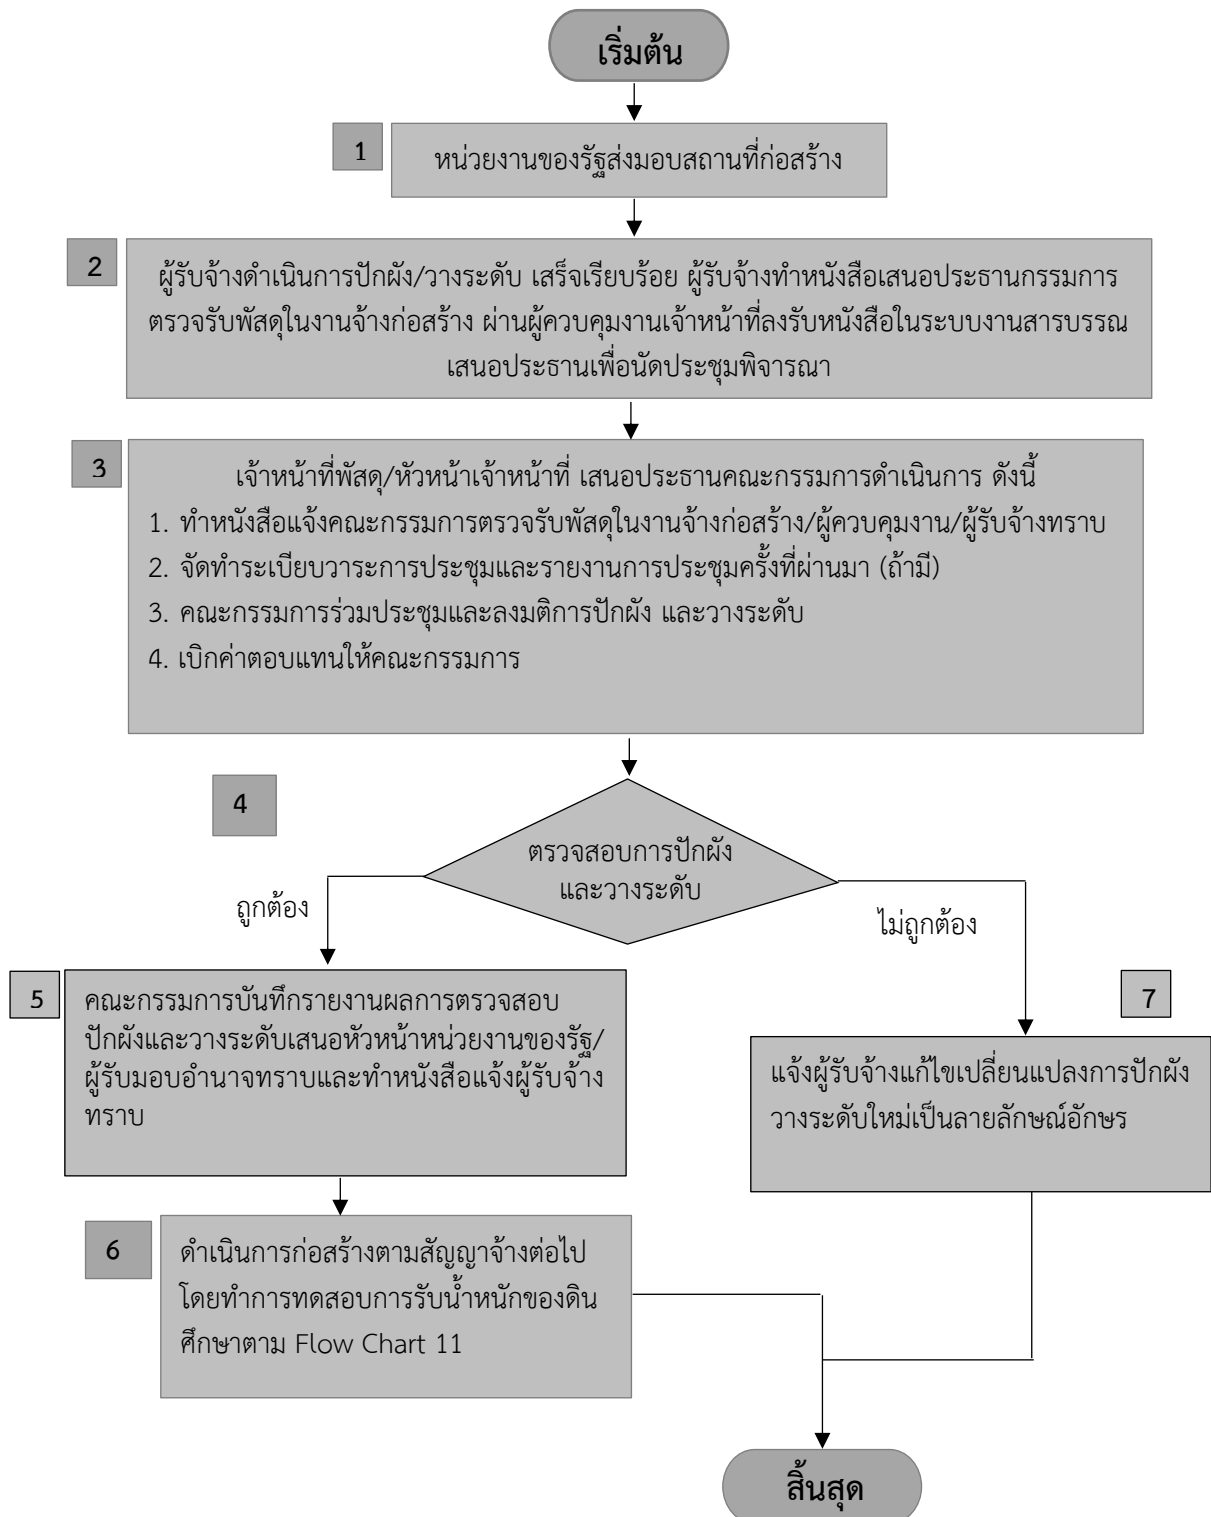 เริ่มต้น
1
หน่วยงานของรัฐส่งมอบสถานที่ก่อสร้าง
2
ผู้รับจ้างดำเนินการปักผัง/วางระดับ เสร็จเรียบร้อย ผู้รับจ้างทำหนังสือเสนอประธานกรรมการ
ตรวจรับพัสดุในงานจ้างก่อสร้าง ผ่านผู้ควบคุมงานเจ้าหน้าที่ลงรับหนังสือในระบบงานสารบรรณ
เสนอประธานเพื่อนัดประชุมพิจารณา
3
เจ้าหน้าที่พัสดุ/หัวหน้าเจ้าหน้าที่ เสนอประธานคณะกรรมการดำเนินการ ดังนี้
1. ทำหนังสือแจ้งคณะกรรมการตรวจรับพัสดุในงานจ้างก่อสร้าง/ผู้ควบคุมงาน/ผู้รับจ้างทราบ
2. จัดทำระเบียบวาระการประชุมและรายงานการประชุมครั้งที่ผ่านมา (ถ้ามี)
3. คณะกรรมการร่วมประชุมและลงมติการปักผัง และวางระดับ
4. เบิกค่าตอบแทนให้คณะกรรมการ
4
ตรวจสอบการปักผัง
และวางระดับ
ถูกต้อง
ไม่ถูกต้อง
5
คณะกรรมการบันทึกรายงานผลการตรวจสอบ
ปักผังและวางระดับเสนอหัวหน้าหน่วยงานของรัฐ/
ผู้รับมอบอำนาจทราบและทำหนังสือแจ้งผู้รับจ้าง
ทราบ
7
แจ้งผู้รับจ้างแก้ไขเปลี่ยนแปลงการปักผัง
วางระดับใหม่เป็นลายลักษณ์อักษร
6
ดำเนินการก่อสร้างตามสัญญาจ้างต่อไป
โดยทำการทดสอบการรับน้ำหนักของดิน
ศึกษาตาม Flow Chart 11
สิ้นสุด